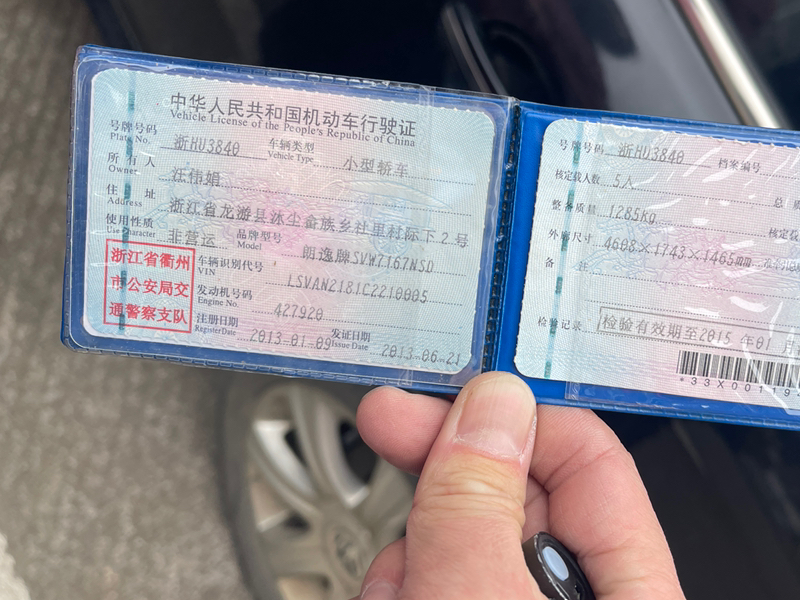 中华人民共和国机动车行驶证
Vehicle License of the People's Republic of China
号牌号码 浙HU3840 车辆类型 小型轿车
Plate No. Vehicle Type
所有人 汪伟娟
Owner
住址 浙江省龙游县沐尘畲族乡社里村际下2号
Address
使用性质 非营运 品牌型号 朗逸牌SVW7167NSD
Use Character Model
浙江省衢州
市公安局交
通警察支队
车辆识别代号 LSVAN2181C2210005
VIN
发动机号码 427920
Engine No.
注册日期 2013-01-09 发证日期 2013-06-21
Register Date Issue Date
号牌号码 浙HU3840 档案编号
核定载人数 5人 总
整备质量 1285kg 核定载
外廓尺寸 4608×1743×1465mm
备注
检验记录 检验有效期至2015年01月
*33X00119